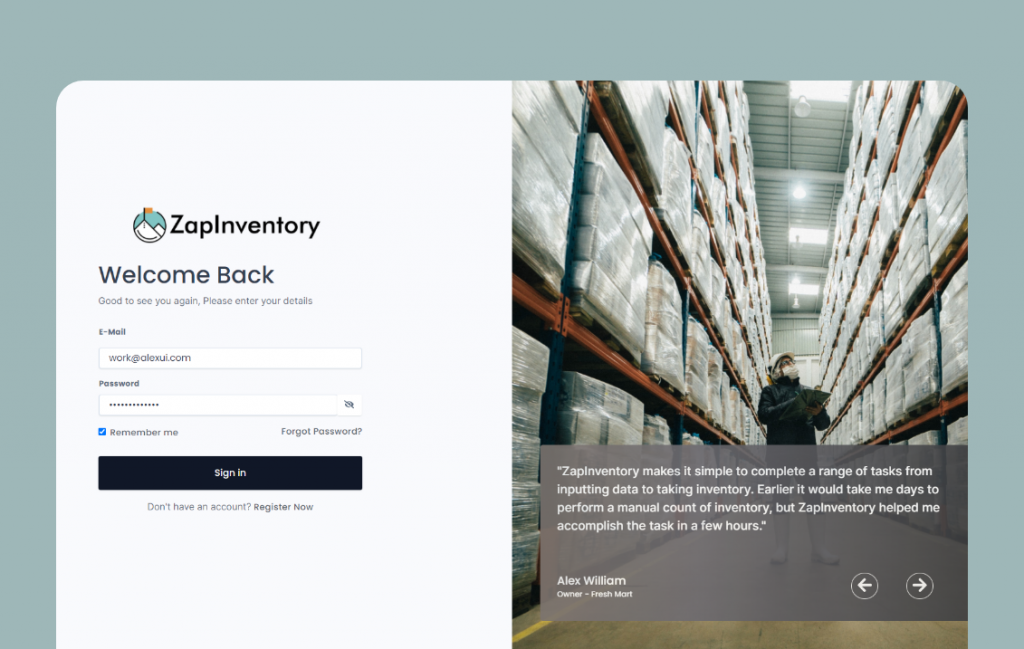 ZapInventory
Welcome Back
Good to see you again, Please enter your details
E-Mail
work@alexui.com
Password
•••••••••••••
Remember me
Forgot Password?
Sign in
Don't have an account? Register Now
"ZapInventory makes it simple to complete a range of tasks from
inputting data to taking inventory. Earlier it would take me days to
perform a manual count of inventory, but ZapInventory helped me
accomplish the task in a few hours."
Alex William
Owner - Fresh Mart